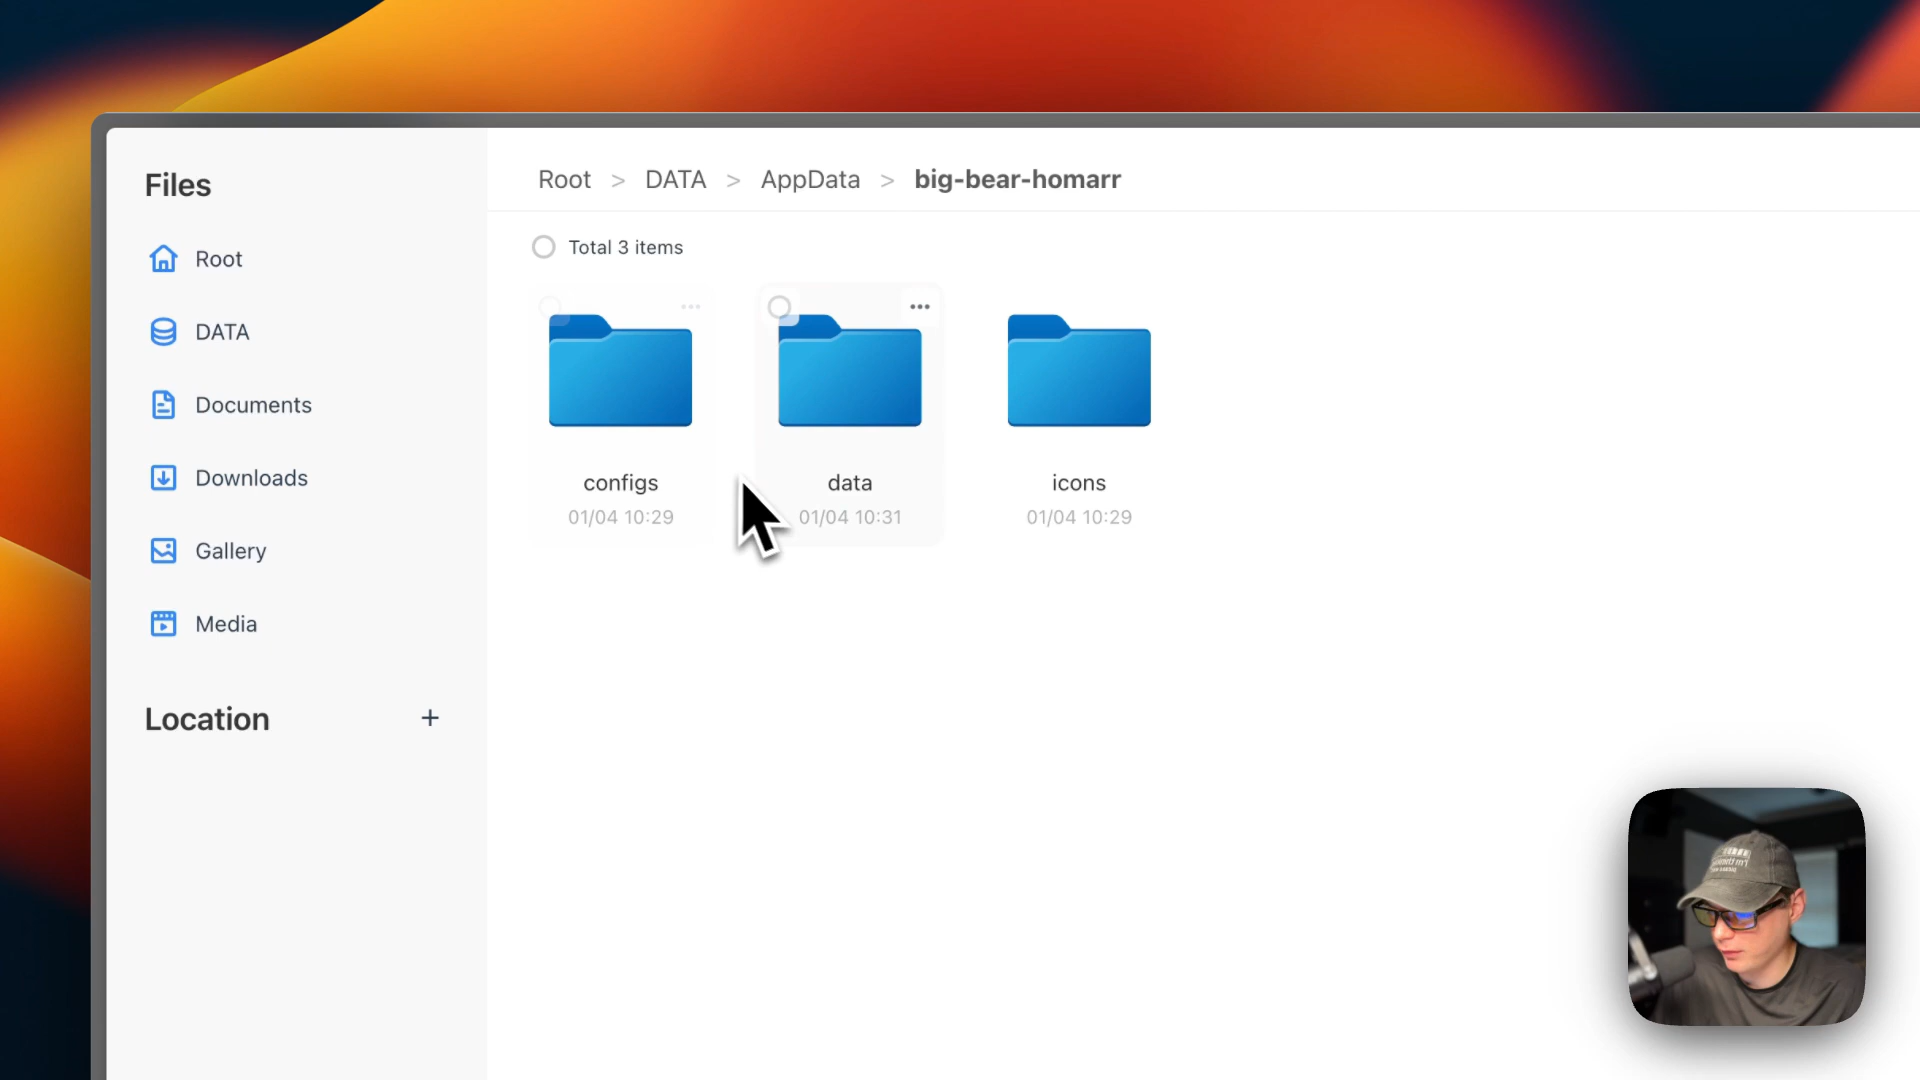 Files
Root
DATA
Documents
Downloads
Gallery
Media
Location +
Root > DATA > AppData > big-bear-homarr
Total 3 items
configs
01/04 10:29
data
01/04 10:31
icons
01/04 10:29